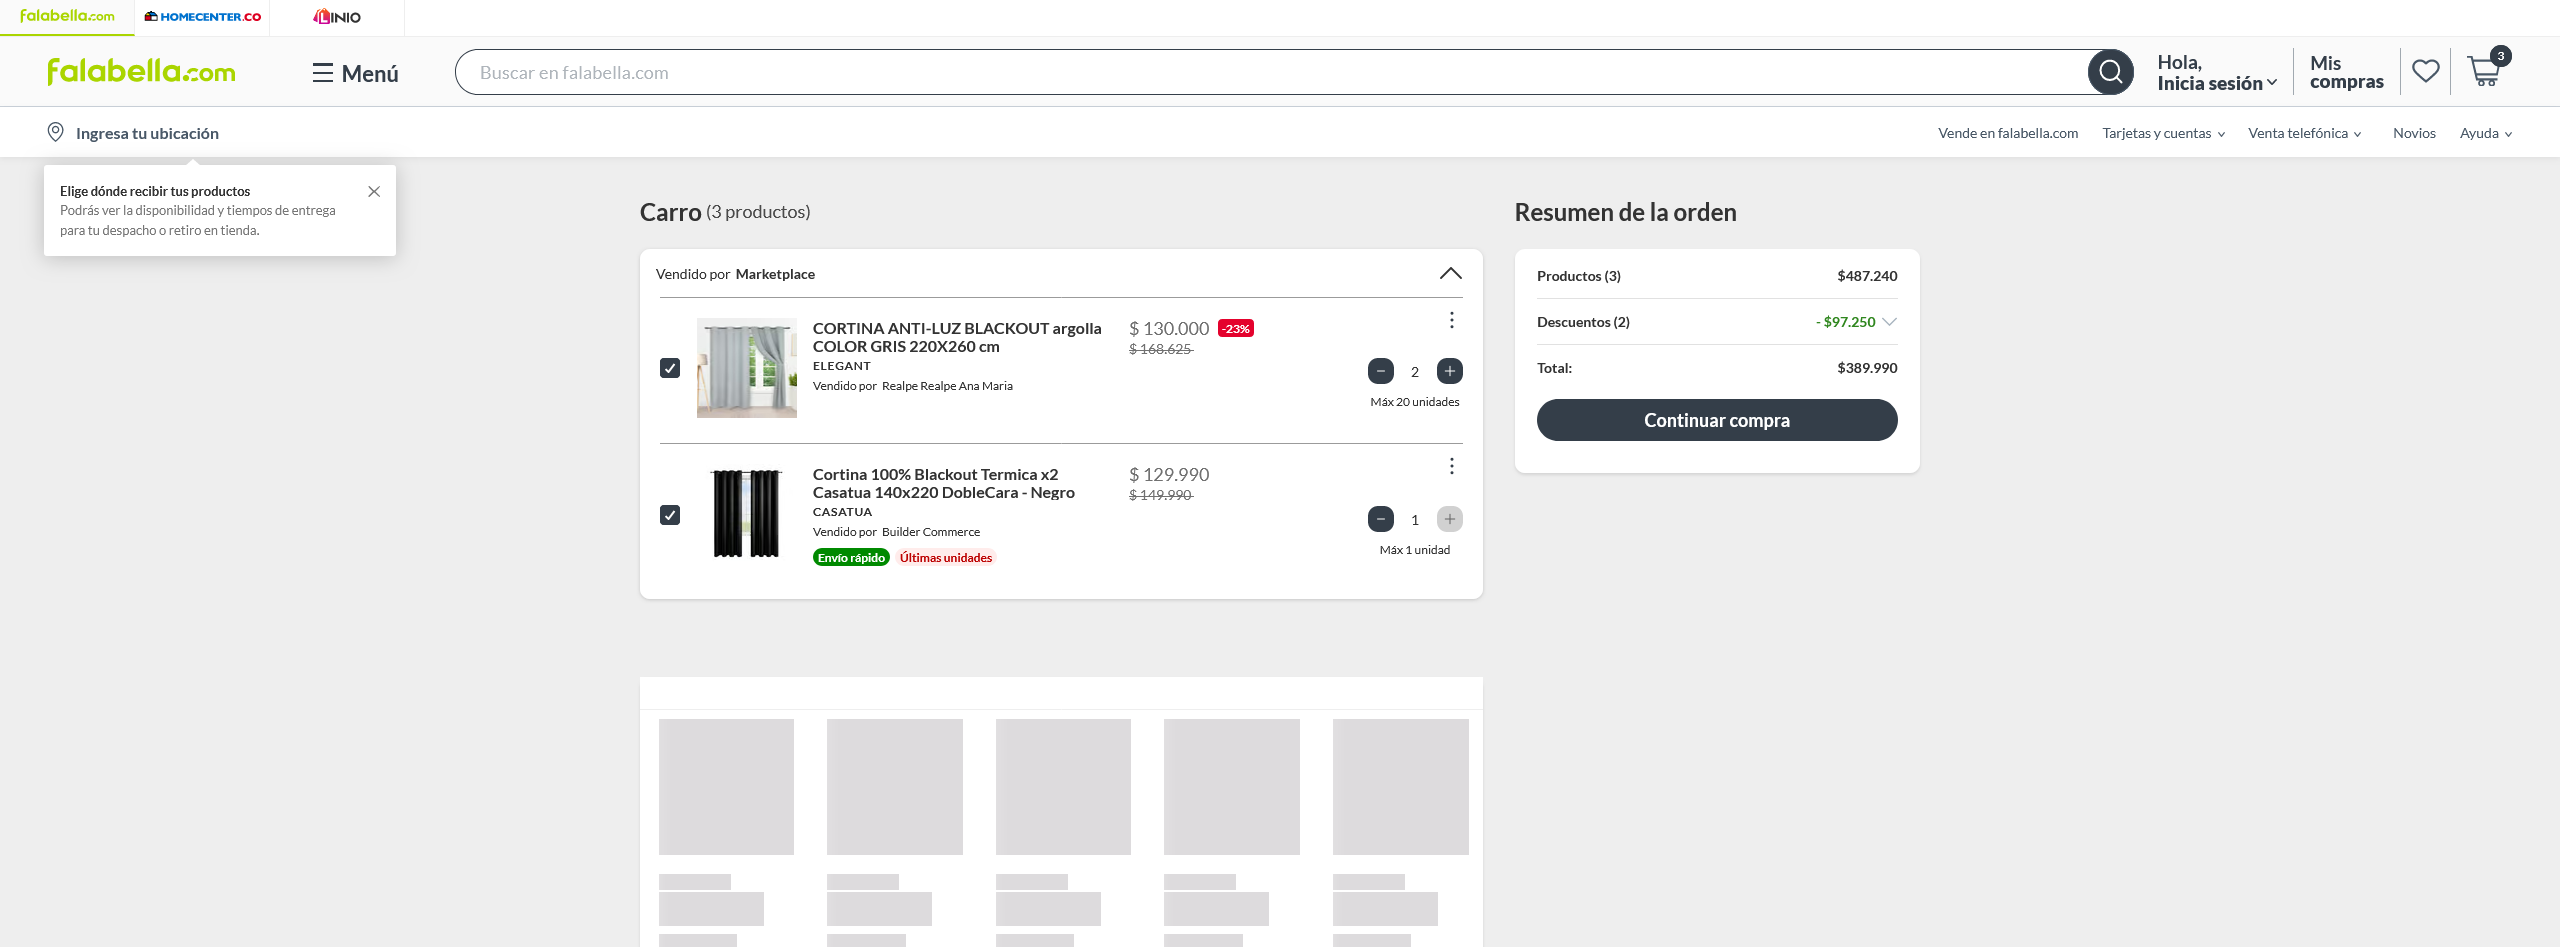 falabella.com
HOMECENTER.CO
LINIO
falabella.com
Menú
Buscar en falabella.com
Hola,
Inicia sesión
Mis
compras
3
Ingresa tu ubicación
Vende en falabella.com
Tarjetas y cuentas
Venta telefónica
Novios
Ayuda
Elige dónde recibir tus productos
Podrás ver la disponibilidad y tiempos de entrega
para tu despacho o retiro en tienda.
Carro (3 productos)
Vendido por Marketplace
CORTINA ANTI-LUZ BLACKOUT argolla
COLOR GRIS 220X260 cm
ELEGANT
Vendido por Realpe Realpe Ana Maria
$ 130.000 -23%
$ 168.625
2
Máx 20 unidades
Cortina 100% Blackout Termica x2
Casatua 140x220 DobleCara - Negro
CASATUA
Vendido por Builder Commerce
Envío rápido Últimas unidades
$ 129.990
$ 149.990
1
Máx 1 unidad
Resumen de la orden
Productos (3) $487.240
Descuentos (2) - $97.250
Total: $389.990
Continuar compra